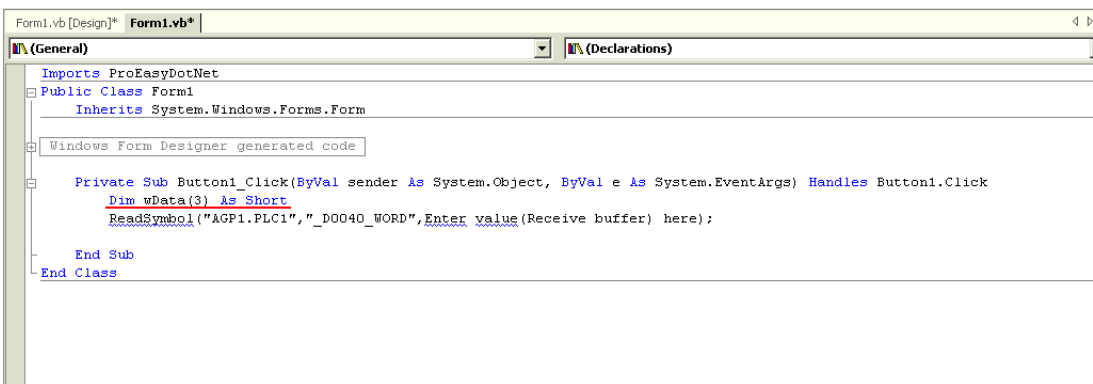 Form1.vb [Design]* Form1.vb*
(General) (Declarations)
Imports ProEasyDotNet
Public Class Form1
Inherits System.Windows.Forms.Form
Windows Form Designer generated code
Private Sub Button1_Click(ByVal sender As System.Object, ByVal e As System.EventArgs) Handles Button1.Click
Dim wData(3) As Short
ReadSymbol("AGP1.PLC1","_D0040_WORD",Enter value(Receive buffer) here);
End Sub
End Class